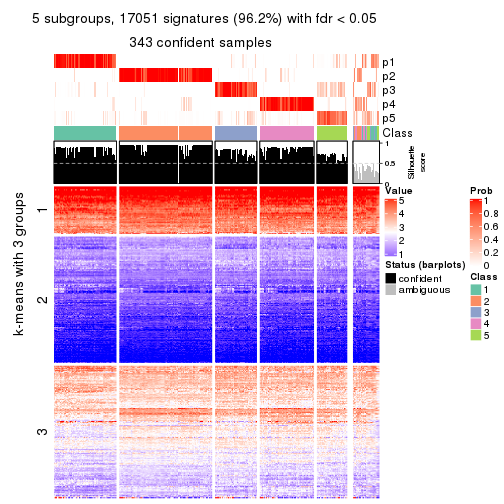 5 subgroups, 17051 signatures (96.2%) with fdr < 0.05
343 confident samples
p1
p2
p3
p4
p5
Class
1
0.5
0
Silhouette
score
k-means with 3 groups
1
2
3
Value
5
4
3
2
1
Status (barplots)
confident
ambiguous
Prob
1
0.8
0.6
0.4
0.2
0
Class
1
2
3
4
5